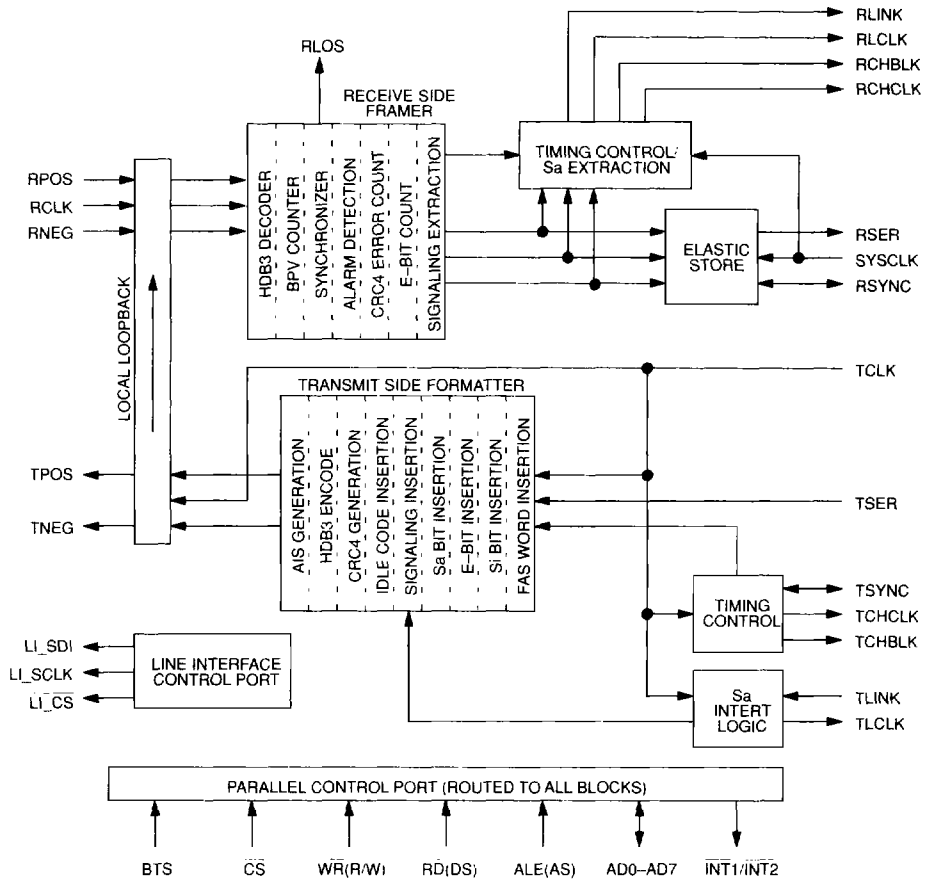 RLINK
RLCLK
RCHBLK
RCHCLK
RLOS
RECEIVE SIDE
FRAMER
HDB3 DECODER
BPV COUNTER
SYNCHRONIZER
ALARM DETECTION
CRC4 ERROR COUNT
E-BIT COUNT
SIGNALING EXTRACTION
TIMING CONTROL/
Sa EXTRACTION
RPOS
RCLK
RNEG
LOCAL LOOPBACK
ELASTIC
STORE
RSER
SYSCLK
RSYNC
TRANSMIT SIDE FORMATTER
AIS GENERATION
HDB3 ENCODE
CRC4 GENERATION
IDLE CODE INSERTION
SIGNALING INSERTION
Sa BIT INSERTION
E-BIT INSERTION
Si BIT INSERTION
FAS WORD INSERTION
TCLK
TPOS
TNEG
TSER
TIMING
CONTROL
TSYNC
TCHCLK
TCHBLK
LI_SDI
LI_SCLK
LI_CS
LINE INTERFACE
CONTROL PORT
Sa
INTERT
LOGIC
TLINK
TLCLK
PARALLEL CONTROL PORT (ROUTED TO ALL BLOCKS)
BTS
CS
WR(R/W)
RD(DS)
ALE(AS)
AD0-AD7
INT1/INT2